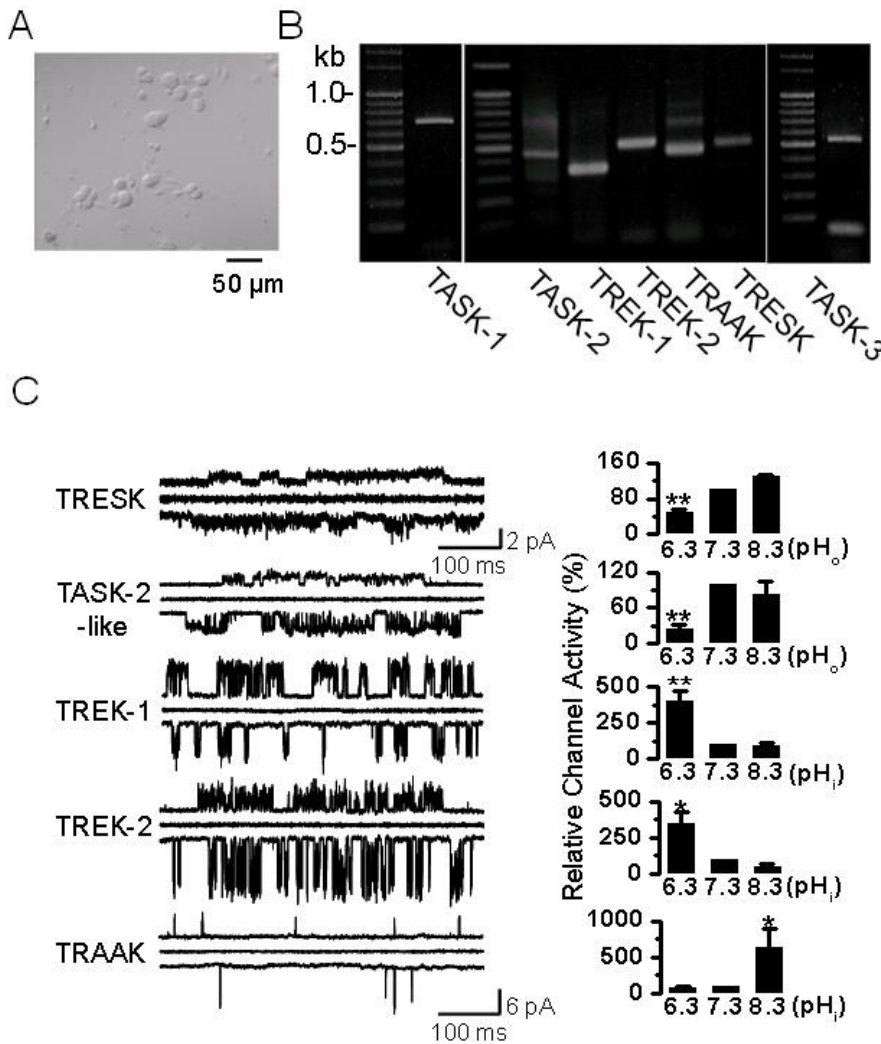 A
50 µm
B
kb
1.0-
0.5-
TASK-1
TASK-2
TREK-1
TREK-2
TRAAK
TRESK
TASK-3
C
TRESK
2 pA
100 ms
TASK-2
-like
TREK-1
TREK-2
TRAAK
6 pA
100 ms
Relative Channel Activity (%)
160
80
0
**
6.3 7.3 8.3 (pHo)
120
60
0
**
6.3 7.3 8.3 (pHo)
500
250
0
**
6.3 7.3 8.3 (pHi)
500
250
0
*
6.3 7.3 8.3 (pHi)
1000
500
0
*
6.3 7.3 8.3 (pHi)